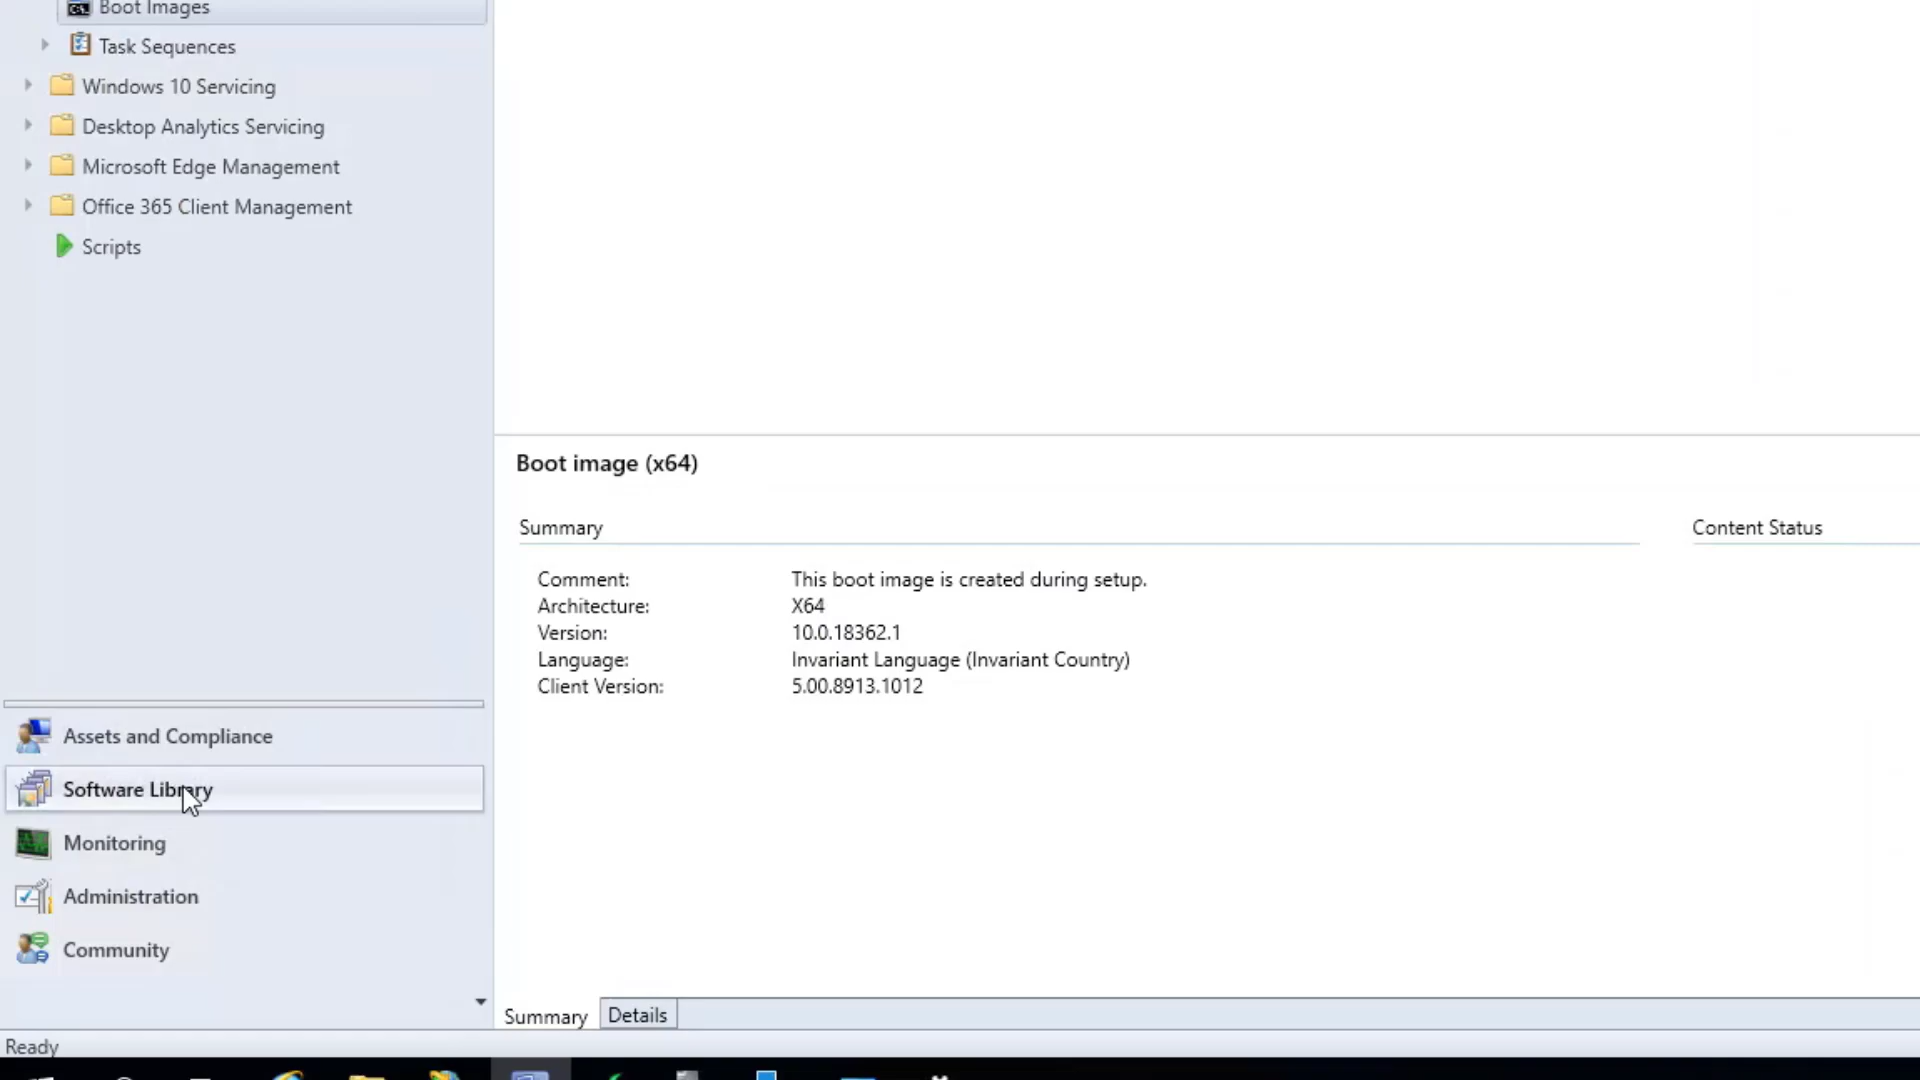 Boot Images
Task Sequences
Windows 10 Servicing
Desktop Analytics Servicing
Microsoft Edge Management
Office 365 Client Management
Scripts
Boot image (x64)
Summary
Content Status
Comment: This boot image is created during setup.
Architecture: X64
Version: 10.0.18362.1
Language: Invariant Language (Invariant Country)
Client Version: 5.00.8913.1012
Assets and Compliance
Software Library
Monitoring
Administration
Community
Summary Details
Ready